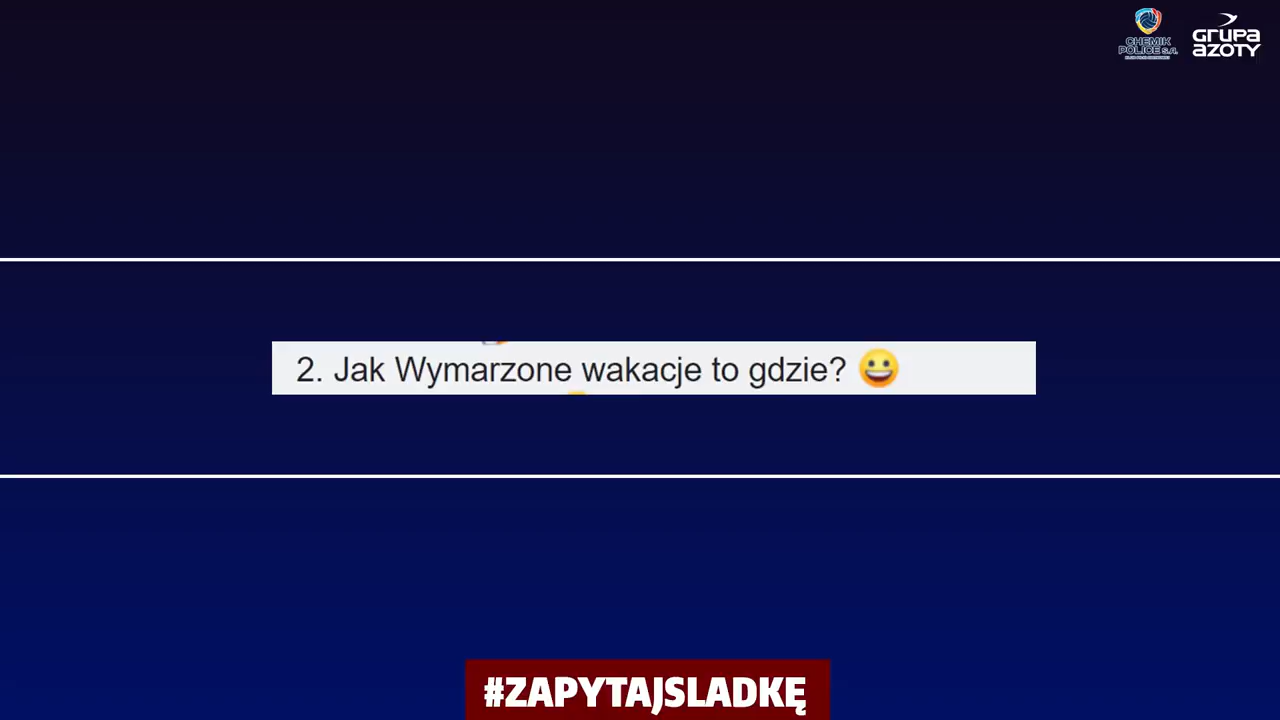 CHEMIK
POLICE S.A.
GRUPA
AZOTY
2. Jak Wymarzone wakacje to gdzie? 😀
#ZAPYTAJSLADKĘ